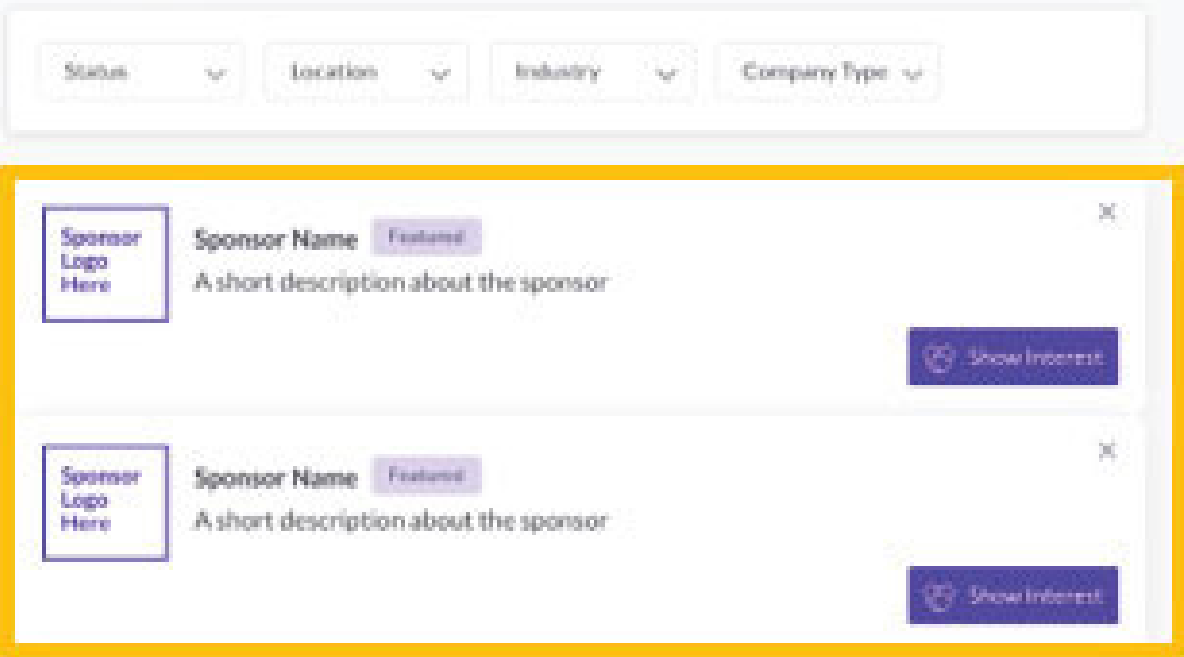 Status Location Industry Company Type
Sponsor Logo Here
Sponsor Name Featured
A short description about the sponsor
Show Interest
Sponsor Logo Here
Sponsor Name Featured
A short description about the sponsor
Show Interest